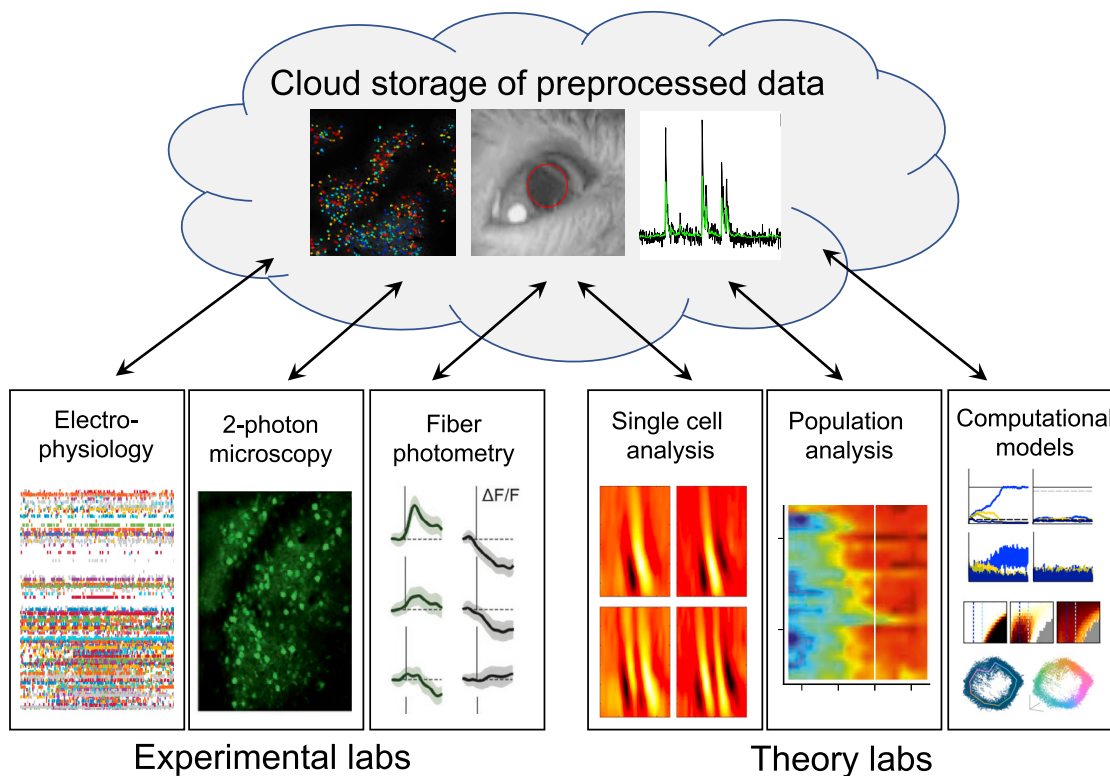 Cloud storage of preprocessed data
Electro-
physiology
2-photon
microscopy
Fiber
photometry
ΔF/F
Single cell
analysis
Population
analysis
Computational
models
Experimental labs
Theory labs